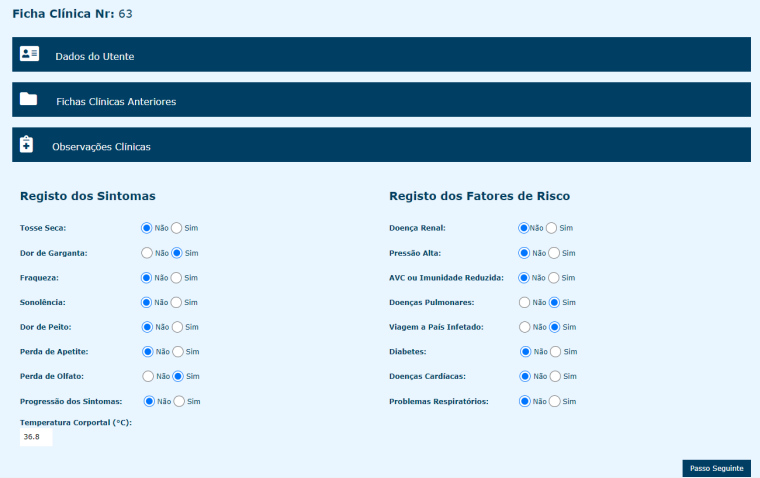 Ficha Clínica Nr: 63
Dados do Utente
Fichas Clínicas Anteriores
Observações Clínicas
Registo dos Sintomas
Tosse Seca: Não Sim
Dor de Garganta: Não Sim
Fraqueza: Não Sim
Sonolência: Não Sim
Dor de Peito: Não Sim
Perda de Apetite: Não Sim
Perda de Olfato: Não Sim
Progressão dos Sintomas: Não Sim
Temperatura Corportal (°C):
36.8
Registo dos Fatores de Risco
Doença Renal: Não Sim
Pressão Alta: Não Sim
AVC ou Imunidade Reduzida: Não Sim
Doenças Pulmonares: Não Sim
Viagem a País Infetado: Não Sim
Diabetes: Não Sim
Doenças Cardíacas: Não Sim
Problemas Respiratórios: Não Sim
Passo Seguinte